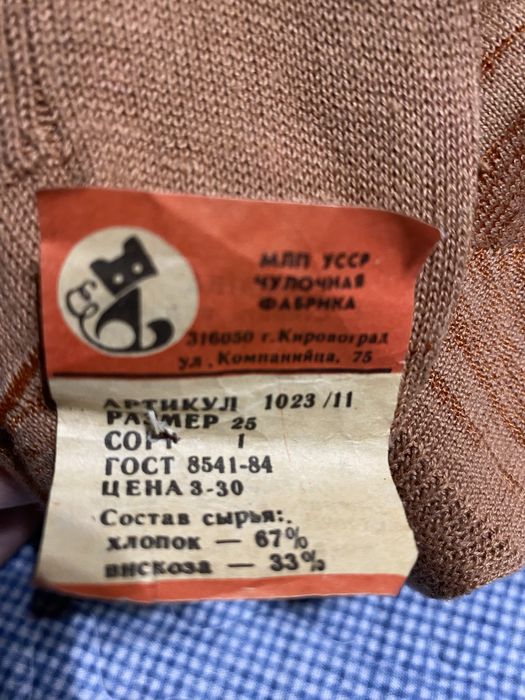 МЛП УССР
ЧУЛОЧНАЯ
ФАБРИКА
316050 г.Кировоград
ул. Компанийца, 75
АРТИКУЛ 1023/11
РАЗМЕР 25
СОРТ I
ГОСТ 8541-84
ЦЕНА 3-30
Состав сырья:.
хлопок — 67%
вискоза — 33%